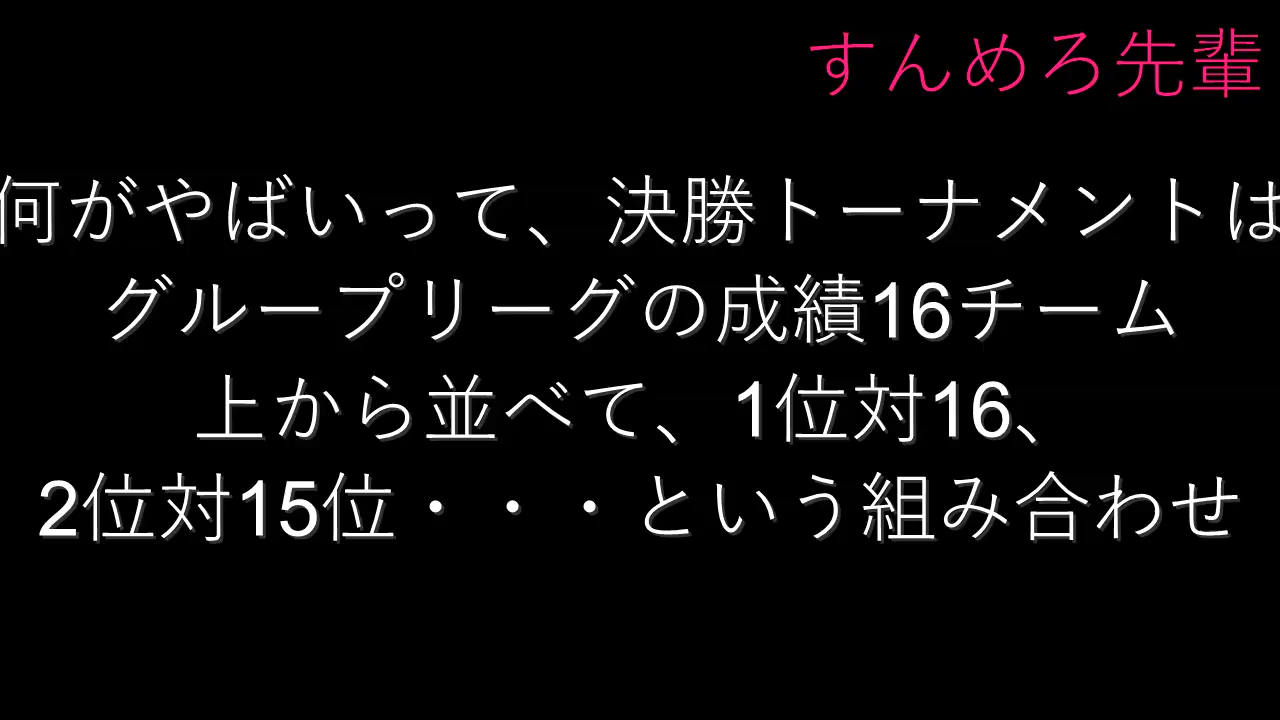 すんめろ先輩
何がやばいって、決勝トーナメントは
グループリーグの成績16チーム
上から並べて、1位対16、
2位対15位・・・という組み合わせ